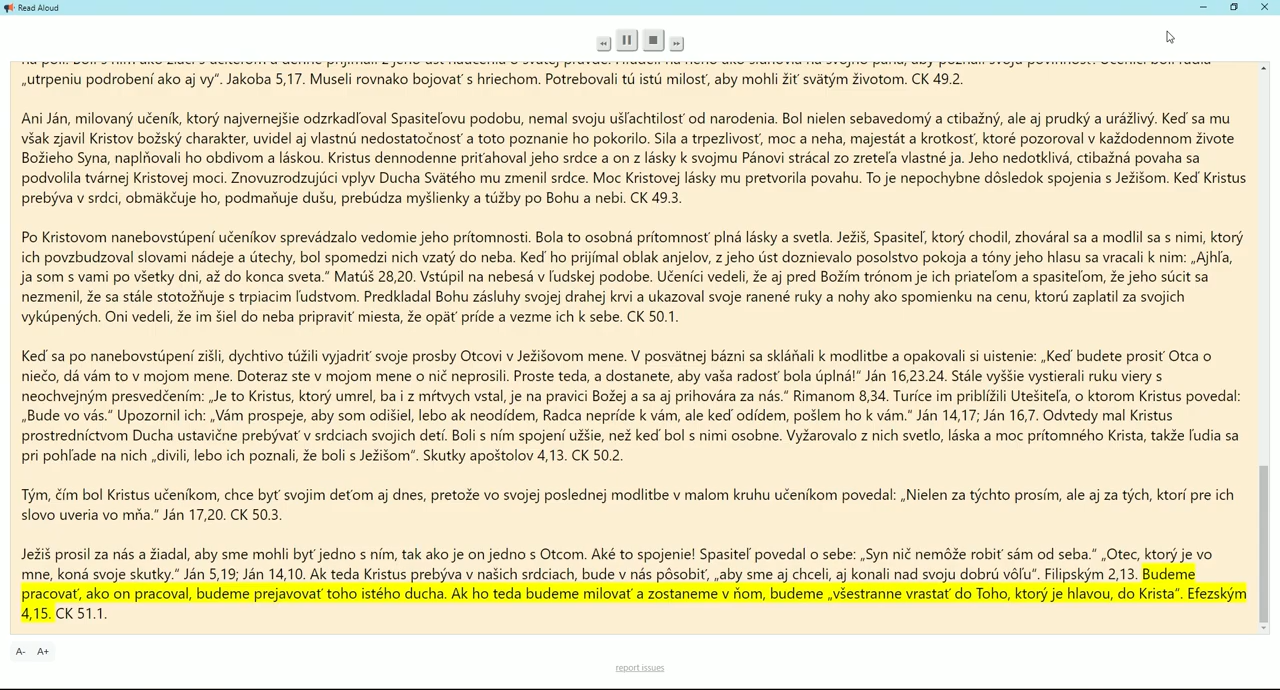 Read Aloud
„utrpeniu podrobení ako aj vy“. Jakoba 5,17. Museli rovnako bojovať s hriechom. Potrebovali tú istú milosť, aby mohli žiť svätým životom. CK 49.2.
Ani Ján, milovaný učeník, ktorý najvernejšie odzrkadľoval Spasiteľovu podobu, nemal svoju ušľachtilosť od narodenia. Bol nielen sebavedomý a ctibažný, ale aj prudký a urážlivý. Keď sa mu
však zjavil Kristov božský charakter, uvidel aj vlastnú nedostatočnosť a toto poznanie ho pokorilo. Sila a trpezlivosť, moc a neha, majestát a krotkosť, ktoré pozoroval v každodennom živote
Božieho Syna, naplňovali ho obdivom a láskou. Kristus dennodenne priťahoval jeho srdce a on z lásky k svojmu Pánovi strácal zo zreteľa vlastné ja. Jeho nedotklivá, ctibažná povaha sa
podvolila tvárnej Kristovej moci. Znovuzrodzujúci vplyv Ducha Svätého mu zmenil srdce. Moc Kristovej lásky mu pretvorila povahu. To je nepochybne dôsledok spojenia s Ježišom. Keď Kristus
prebýva v srdci, obmäkčuje ho, podmaňuje dušu, prebúdza myšlienky a túžby po Bohu a nebi. CK 49.3.
Po Kristovom nanebovstúpení učeníkov sprevádzalo vedomie jeho prítomnosti. Bola to osobná prítomnosť plná lásky a svetla. Ježiš, Spasiteľ, ktorý chodil, zhováral sa a modlil sa s nimi, ktorý
ich povzbudzoval slovami nádeje a útechy, bol spomedzi nich vzatý do neba. Keď ho prijímal oblak anjelov, z jeho úst doznievalo posolstvo pokoja a tóny jeho hlasu sa vracali k nim: „Ajhľa,
ja som s vami po všetky dni, až do konca sveta.“ Matúš 28,20. Vstúpil na nebesá v ľudskej podobe. Učeníci vedeli, že aj pred Božím trónom je ich priateľom a spasiteľom, že jeho súcit sa
nezmenil, že sa stále stotožňuje s trpiacim ľudstvom. Predkladal Bohu zásluhy svojej drahej krvi a ukazoval svoje ranené ruky a nohy ako spomienku na cenu, ktorú zaplatil za svojich
vykúpených. Oni vedeli, že im šiel do neba pripraviť miesta, že opäť príde a vezme ich k sebe. CK 50.1.
Keď sa po nanebovstúpení zišli, dychtivo túžili vyjadriť svoje prosby Otcovi v Ježišovom mene. V posvätnej bázni sa skláňali k modlitbe a opakovali si uistenie: „Keď budete prosiť Otca o
niečo, dá vám to v mojom mene. Doteraz ste v mojom mene o nič neprosili. Proste teda, a dostanete, aby vaša radosť bola úplná!“ Ján 16,23.24. Stále vyššie vystierali ruku viery s
neochvejným presvedčením: „Je to Kristus, ktorý umrel, ba i z mŕtvych vstal, je na pravici Božej a sa aj prihovára za nás.“ Rimanom 8,34. Turíce im priblížili Utešiteľa, o ktorom Kristus povedal:
„Bude vo vás.“ Upozornil ich: „Vám prospeje, aby som odišiel, lebo ak neodídem, Radca nepríde k vám, ale keď odídem, pošlem ho k vám.“ Ján 14,17; Ján 16,7. Odvtedy mal Kristus
prostredníctvom Ducha ustavične prebývať v srdciach svojich detí. Boli s ním spojení užšie, než keď bol s nimi osobne. Vyžarovalo z nich svetlo, láska a moc prítomného Krista, takže ľudia sa
pri pohľade na nich „divili, lebo ich poznali, že boli s Ježišom“. Skutky apoštolov 4,13. CK 50.2.
Tým, čím bol Kristus učeníkom, chce byť svojim deťom aj dnes, pretože vo svojej poslednej modlitbe v malom kruhu učeníkom povedal: „Nielen za týchto prosím, ale aj za tých, ktorí pre ich
slovo uveria vo mňa.“ Ján 17,20. CK 50.3.
Ježiš prosil za nás a žiadal, aby sme mohli byť jedno s ním, tak ako je on jedno s Otcom. Aké to spojenie! Spasiteľ povedal o sebe: „Syn nič nemôže robiť sám od seba.“ „Otec, ktorý je vo
mne, koná svoje skutky.“ Ján 5,19; Ján 14,10. Ak teda Kristus prebýva v našich srdciach, bude v nás pôsobiť, „aby sme aj chceli, aj konali nad svoju dobrú vôľu“. Filipským 2,13. Budeme
pracovať, ako on pracoval, budeme prejavovať toho istého ducha. Ak ho teda budeme milovať a zostaneme v ňom, budeme „všestranne vrastať do Toho, ktorý je hlavou, do Krista“. Efezským
4,15. CK 51.1.
A- A+
report issues